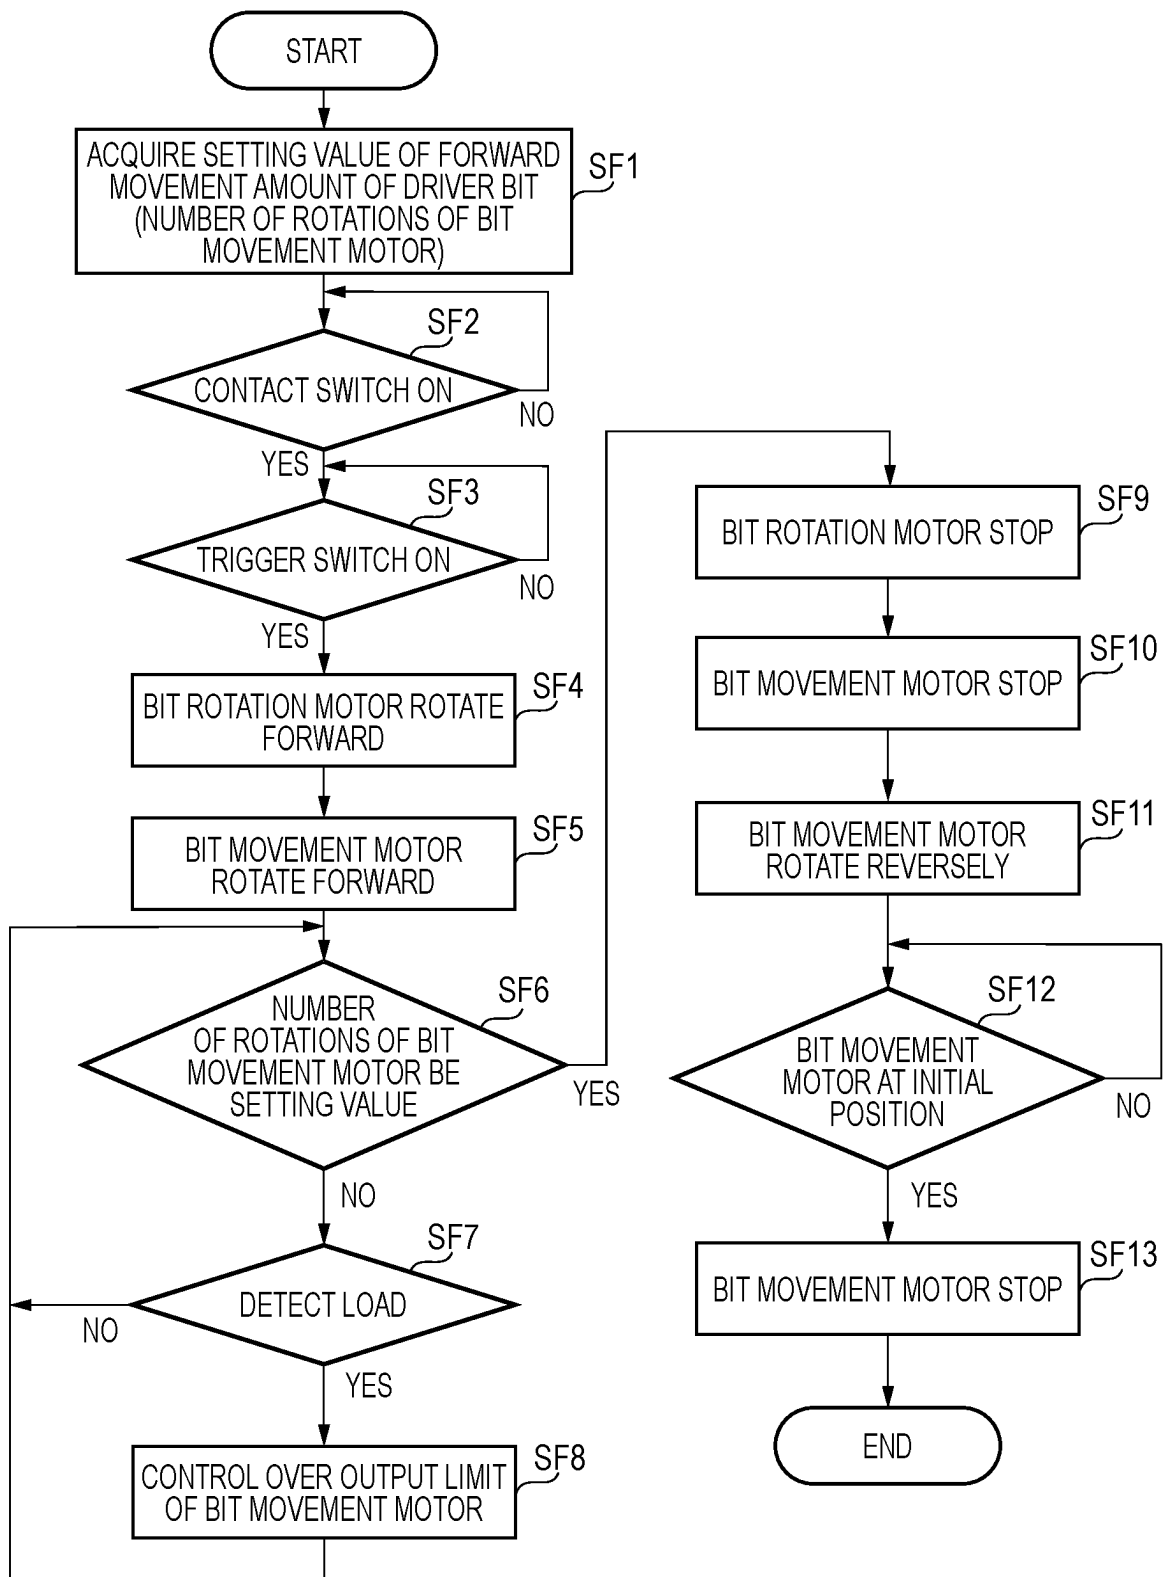 START
ACQUIRE SETTING VALUE OF FORWARD
MOVEMENT AMOUNT OF DRIVER BIT
(NUMBER OF ROTATIONS OF BIT
MOVEMENT MOTOR)
SF1
SF2
CONTACT SWITCH ON
NO
YES
SF3
TRIGGER SWITCH ON
NO
YES
SF4
BIT ROTATION MOTOR ROTATE
FORWARD
SF5
BIT MOVEMENT MOTOR
ROTATE FORWARD
SF6
NUMBER
OF ROTATIONS OF BIT
MOVEMENT MOTOR BE
SETTING VALUE
YES
NO
SF7
DETECT LOAD
NO
YES
SF8
CONTROL OVER OUTPUT LIMIT
OF BIT MOVEMENT MOTOR
SF9
BIT ROTATION MOTOR STOP
SF10
BIT MOVEMENT MOTOR STOP
SF11
BIT MOVEMENT MOTOR
ROTATE REVERSELY
SF12
BIT MOVEMENT
MOTOR AT INITIAL
POSITION
NO
YES
SF13
BIT MOVEMENT MOTOR STOP
END